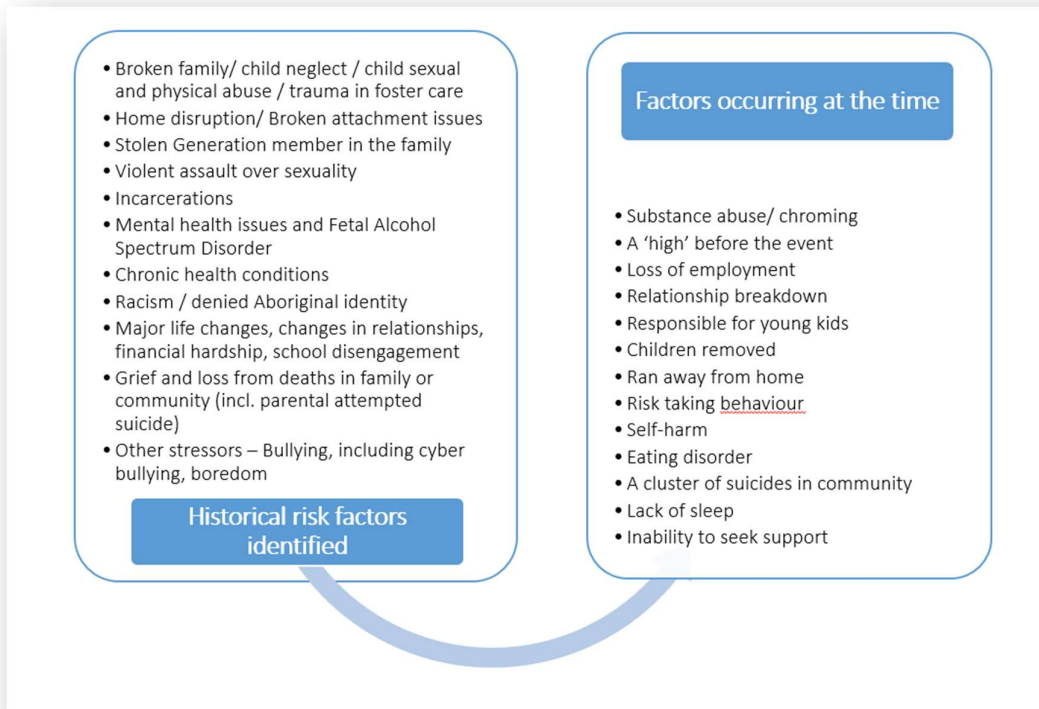 • Broken family/ child neglect / child sexual
and physical abuse / trauma in foster care
• Home disruption/ Broken attachment issues
• Stolen Generation member in the family
• Violent assault over sexuality
• Incarcerations
• Mental health issues and Fetal Alcohol
Spectrum Disorder
• Chronic health conditions
• Racism / denied Aboriginal identity
• Major life changes, changes in relationships,
financial hardship, school disengagement
• Grief and loss from deaths in family or
community (incl. parental attempted
suicide)
• Other stressors – Bullying, including cyber
bullying, boredom
Historical risk factors
identified
Factors occurring at the time
• Substance abuse/ chroming
• A ‘high’ before the event
• Loss of employment
• Relationship breakdown
• Responsible for young kids
• Children removed
• Ran away from home
• Risk taking behaviour
• Self-harm
• Eating disorder
• A cluster of suicides in community
• Lack of sleep
• Inability to seek support